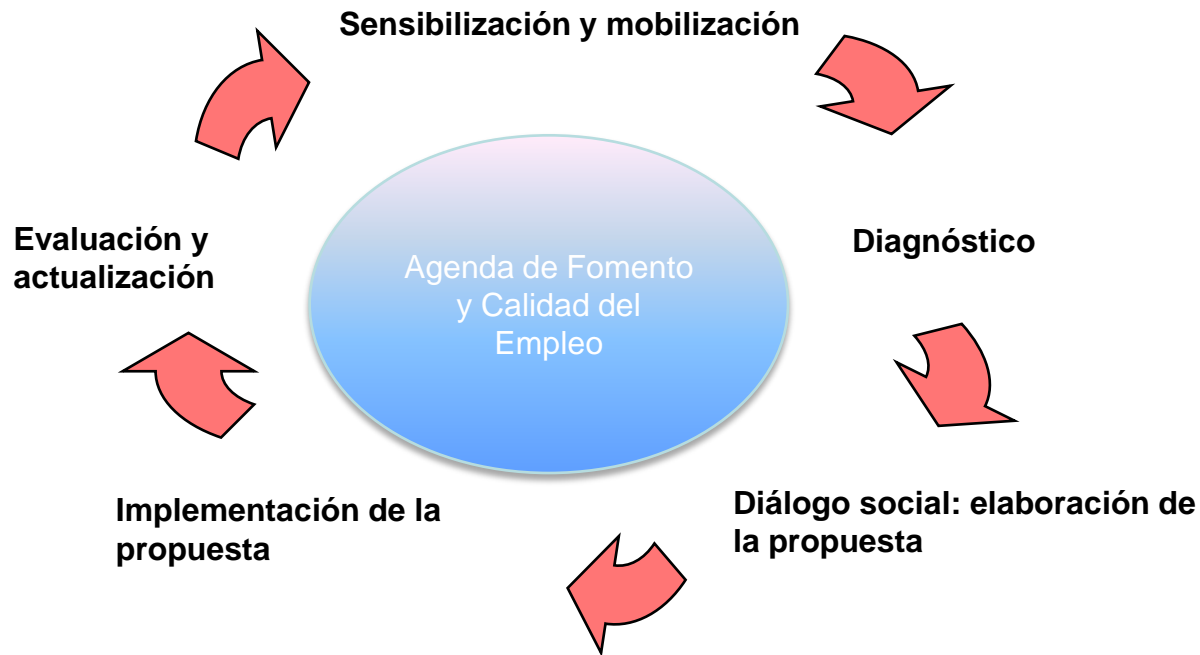 Sensibilización y mobilización
Evaluación y
actualización
Agenda de Fomento
y Calidad del
Empleo
Diagnóstico
Implementación de la
propuesta
Diálogo social: elaboración de
la propuesta